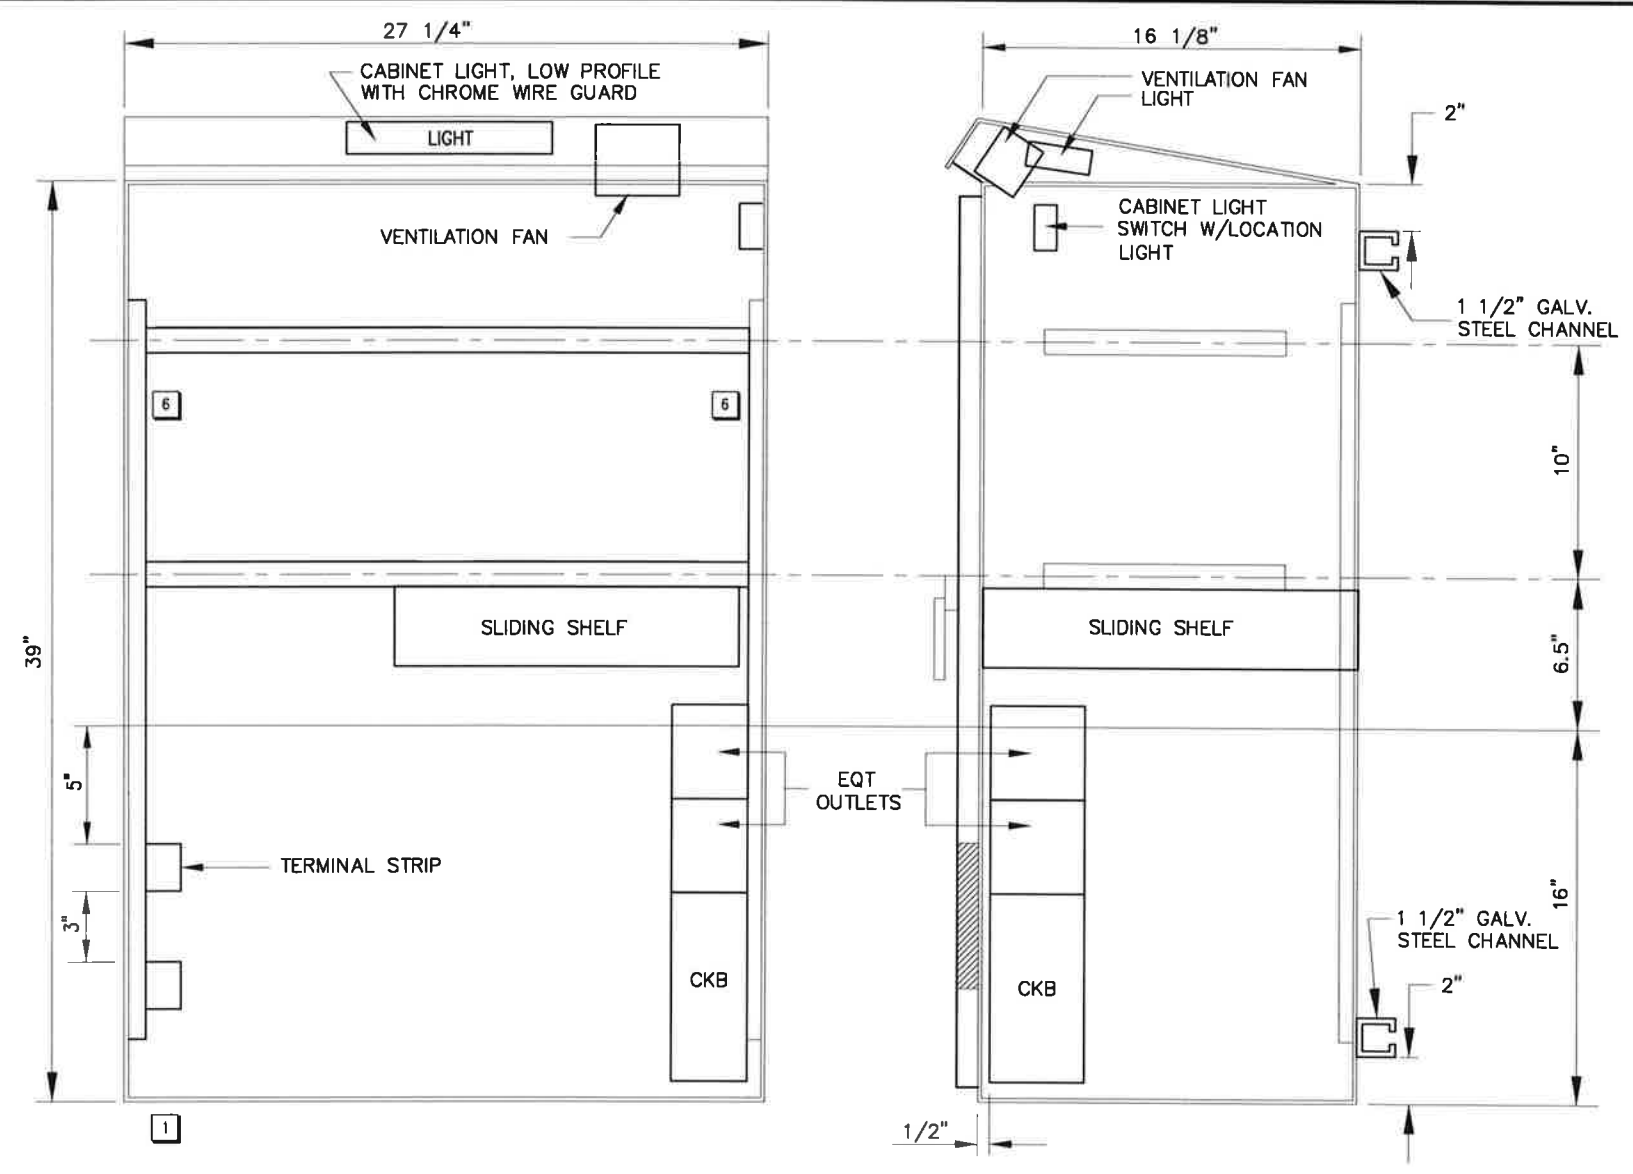 27 1/4"
16 1/8"
CABINET LIGHT, LOW PROFILE
WITH CHROME WIRE GUARD
VENTILATION FAN
LIGHT
2"
LIGHT
CABINET LIGHT
SWITCH W/LOCATION
LIGHT
VENTILATION FAN
1 1/2" GALV.
STEEL CHANNEL
6
6
10"
SLIDING SHELF
SLIDING SHELF
39"
6.5"
5"
EQT
OUTLETS
TERMINAL STRIP
3"
16"
1 1/2" GALV.
STEEL CHANNEL
CKB
CKB
2"
1
1/2"